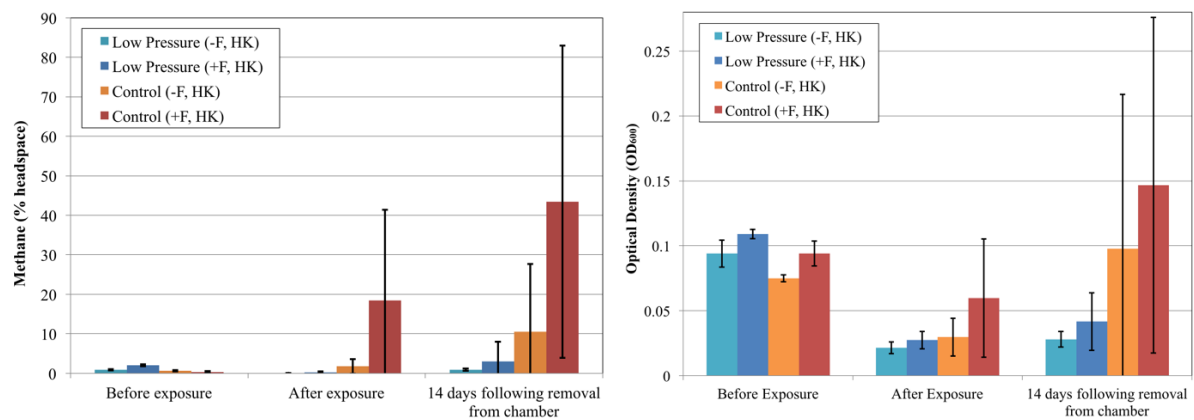 90
80
70
60
50
40
30
20
10
0
Methane (% headspace)
Low Pressure (-F, HK)
Low Pressure (+F, HK)
Control (-F, HK)
Control (+F, HK)
Before exposure
After exposure
14 days following removal
from chamber
0.25
0.2
0.15
0.1
0.05
0
Optical Density (OD₆₀₀)
Low Pressure (-F, HK)
Low Pressure (+F, HK)
Control (-F, HK)
Control (+F, HK)
Before Exposure
After Exposure
14 days following removal
from chamber